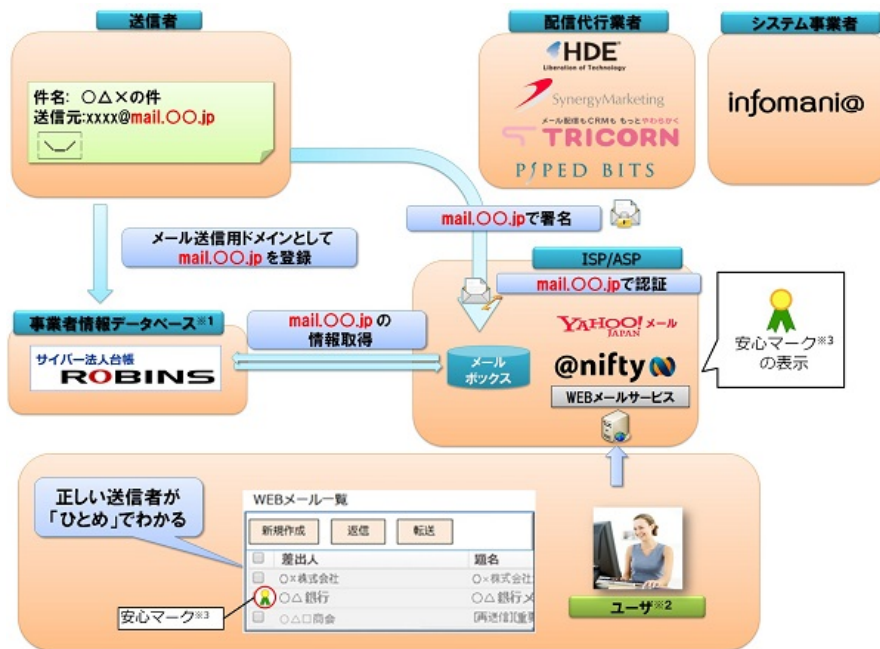 送信者
件名: ○△×の件
送信元:xxxx@mail.○○.jp
配信代行業者
HDE
Liberation of Technology
SynergyMarketing
メール配信もCRMも もっとやわらかく
TRICORN
PIPED BITS
システム事業者
infomani@
メール送信用ドメインとして
mail.○○.jp を登録
mail.○○.jpで署名
ISP/ASP
mail.○○.jpで認証
YAHOO!メール
JAPAN
@nifty
WEBメールサービス
メール
ボックス
安心マーク※3
の表示
事業者情報データベース※1
サイバー法人台帳
ROBINS
mail.○○.jp の
情報取得
正しい送信者が
「ひとめ」でわかる
WEBメール一覧
新規作成 返信 転送
差出人 題名
○×株式会社 ○×株式会社
○△銀行 ○△銀行メ
○△□商会 [再送信][重要
安心マーク※3
ユーザ※2